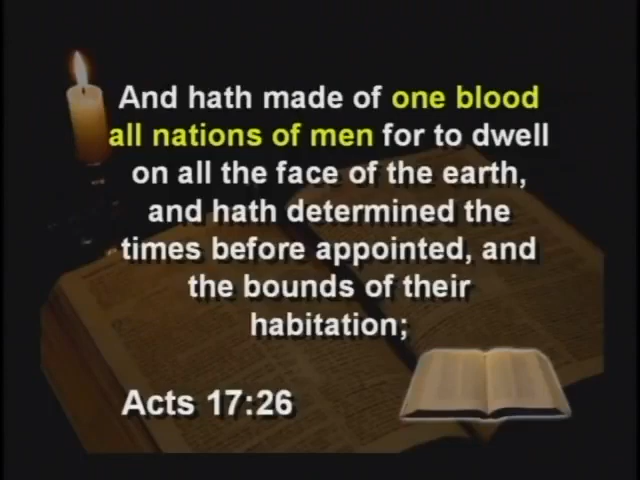 And hath made of one blood
all nations of men for to dwell
on all the face of the earth,
and hath determined the
times before appointed, and
the bounds of their
habitation;
Acts 17:26